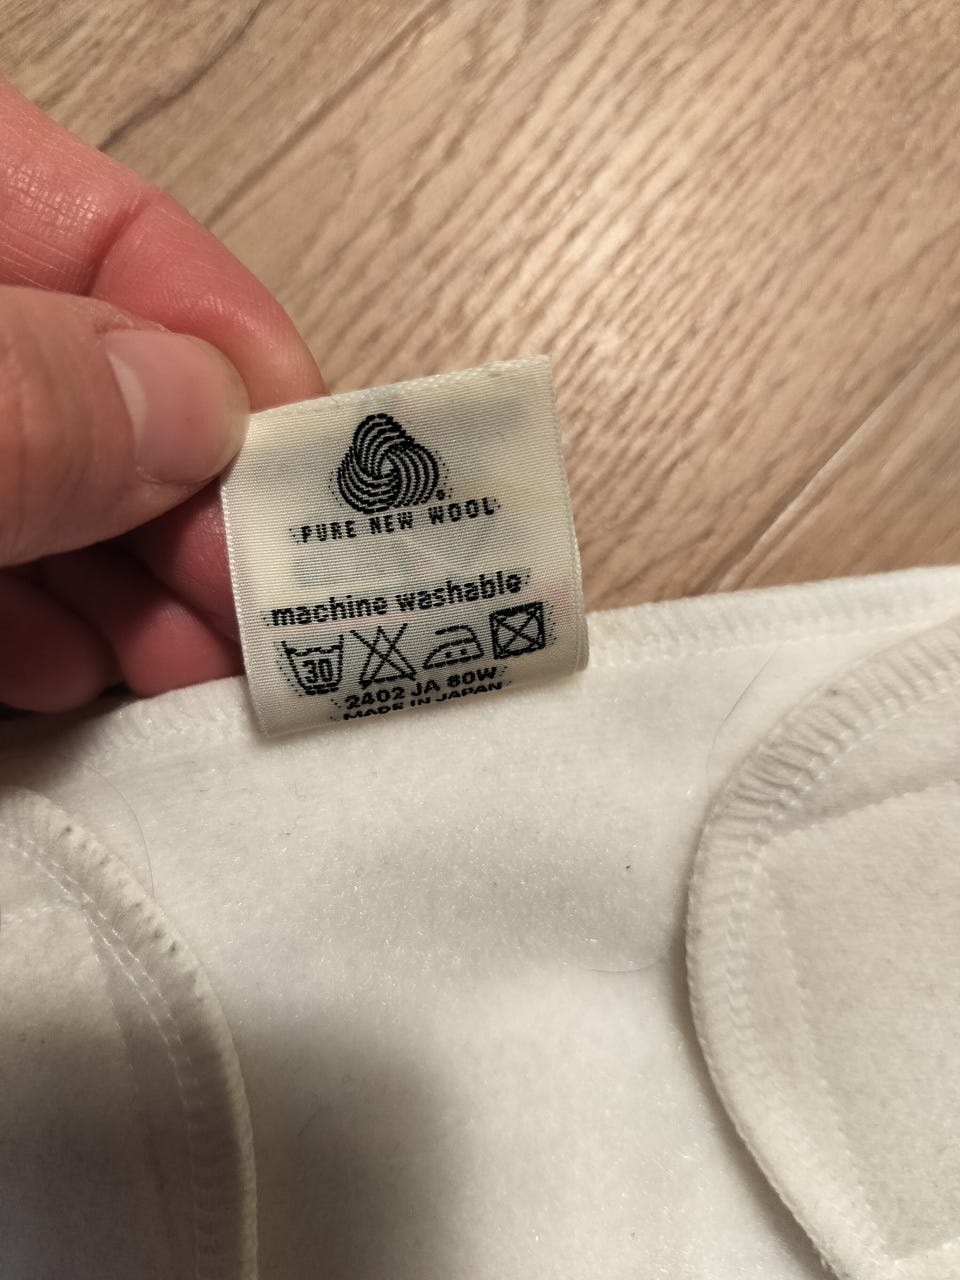 PURE NEW WOOL
machine washable
30
2402 JA 80W
MADE IN JAPAN